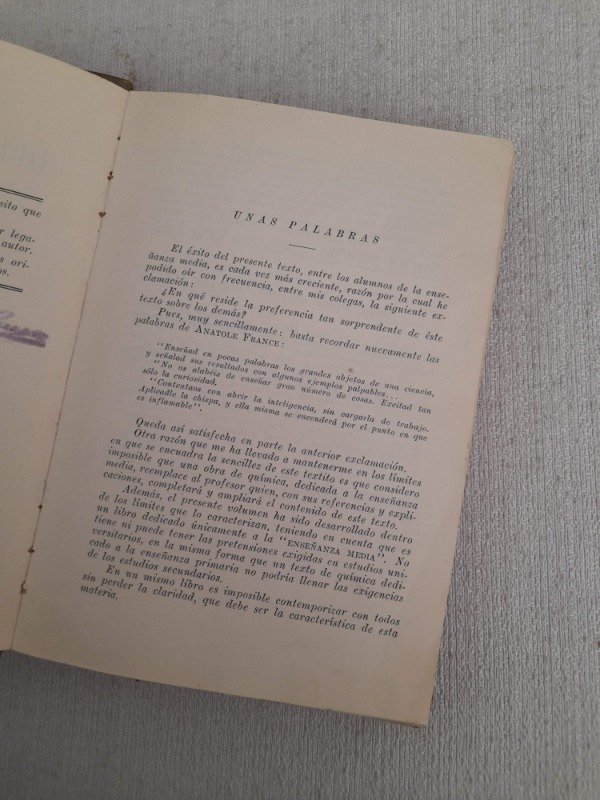 sito que
r lega-
autor.
s ori-
os.
UNAS PALABRAS
El éxito del presente texto, entre los alumnos de la ense-
ñanza media, es cada vez más creciente, razón por la cual he
podido oír con frecuencia, entre mis colegas, la siguiente ex-
clamación:
¿En qué reside la preferencia tan sorprendente de éste
texto sobre los demás?
Pues, muy sencillamente: basta recordar nuevamente las
palabras de ANATOLE FRANCE:
"Enseñad en pocas palabras los grandes objetos de una ciencia,
y señalad sus resultados con algunos ejemplos palpables...
"No os alabéis de enseñar gran número de cosas. Excitad tan
sólo la curiosidad.
"Contentaos con abrir la inteligencia, sin cargarla de trabajo.
Aplicadle la chispa, y ella misma se encenderá por el punto en que
es inflamable".
Queda así satisfecha en parte la anterior exclamación.
Otra razón que me ha llevado a mantenerme en los límites
en que se encuadra la sencillez de este textito es que considero
imposible que una obra de química, dedicada a la enseñanza
media, reemplace al profesor quien, con sus referencias y expli-
caciones, completará y ampliará el contenido de este texto.
Además, el presente volumen ha sido desarrollado dentro
de los límites que lo caracterizan, teniendo en cuenta que es
un libro dedicado únicamente a la "ENSEÑANZA MEDIA". No
tiene ni puede tener las pretensiones exigidas en estudios uni-
versitarios, en la misma forma que un texto de química dedi-
cado a la enseñanza primaria no podría llenar las exigencias
de los estudios secundarios.
En un mismo libro es imposible contemporizar con todos
sin perder la claridad, que debe ser la característica de esta
materia.